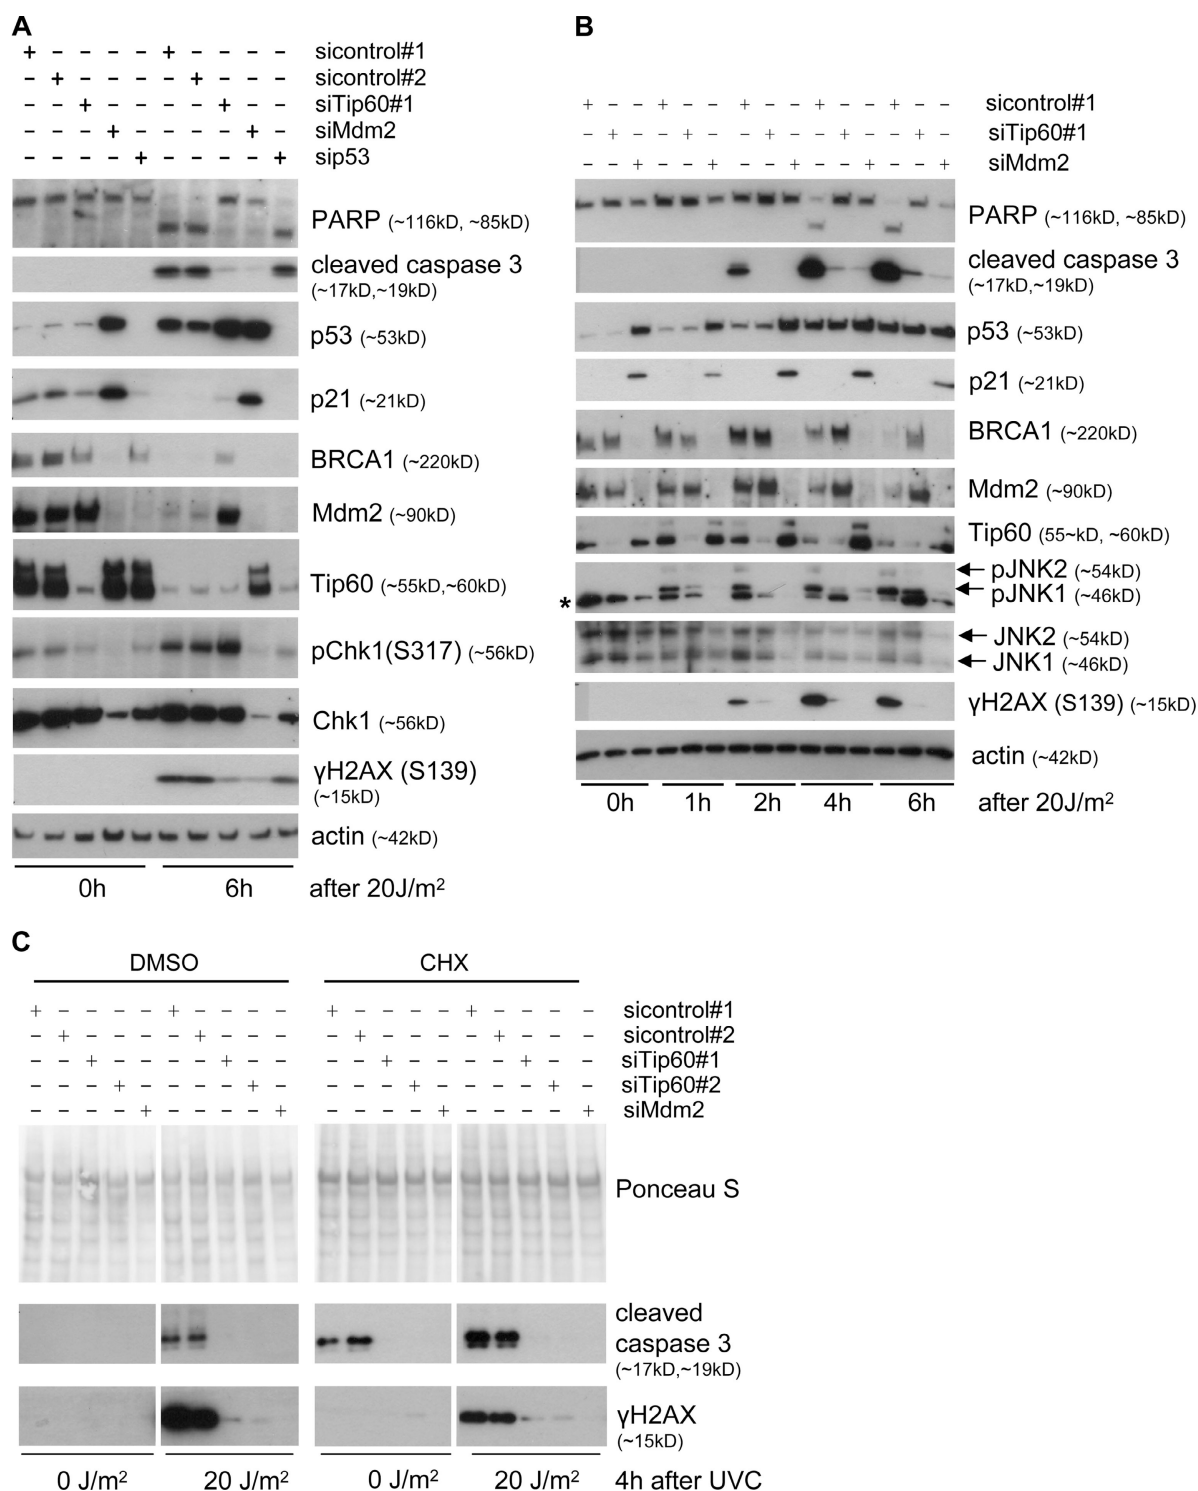 A
+ – – – – + – – – – sicontrol#1
– + – – – – + – – – sicontrol#2
– – + – – – – + – – siTip60#1
– – – + – – – – + – siMdm2
– – – – + – – – – + sip53
PARP (~116kD, ~85kD)
cleaved caspase 3
(~17kD,~19kD)
p53 (~53kD)
p21 (~21kD)
BRCA1 (~220kD)
Mdm2 (~90kD)
Tip60 (~55kD,~60kD)
pChk1(S317) (~56kD)
Chk1 (~56kD)
γH2AX (S139)
(~15kD)
actin (~42kD)
0h 6h after 20J/m²
B
+ – – + – – + – – + – – + – – sicontrol#1
– + – – + – – + – – + – – + – siTip60#1
– – + – – + – – + – – + – – + siMdm2
PARP (~116kD, ~85kD)
cleaved caspase 3
(~17kD,~19kD)
p53 (~53kD)
p21 (~21kD)
BRCA1 (~220kD)
Mdm2 (~90kD)
Tip60 (55~kD, ~60kD)
pJNK2 (~54kD)
pJNK1 (~46kD)
*
JNK2 (~54kD)
JNK1 (~46kD)
γH2AX (S139) (~15kD)
actin (~42kD)
0h 1h 2h 4h 6h after 20J/m²
C
DMSO CHX
+ – – – – + – – – – + – – – – + – – – – sicontrol#1
– + – – – – + – – – – + – – – – + – – – sicontrol#2
– – + – – – – + – – – – + – – – – + – – siTip60#1
– – – + – – – – + – – – – + – – – – + – siTip60#2
– – – – + – – – – + – – – – + – – – – + siMdm2
Ponceau S
cleaved
caspase 3
(~17kD,~19kD)
γH2AX
(~15kD)
0 J/m² 20 J/m² 0 J/m² 20 J/m² 4h after UVC